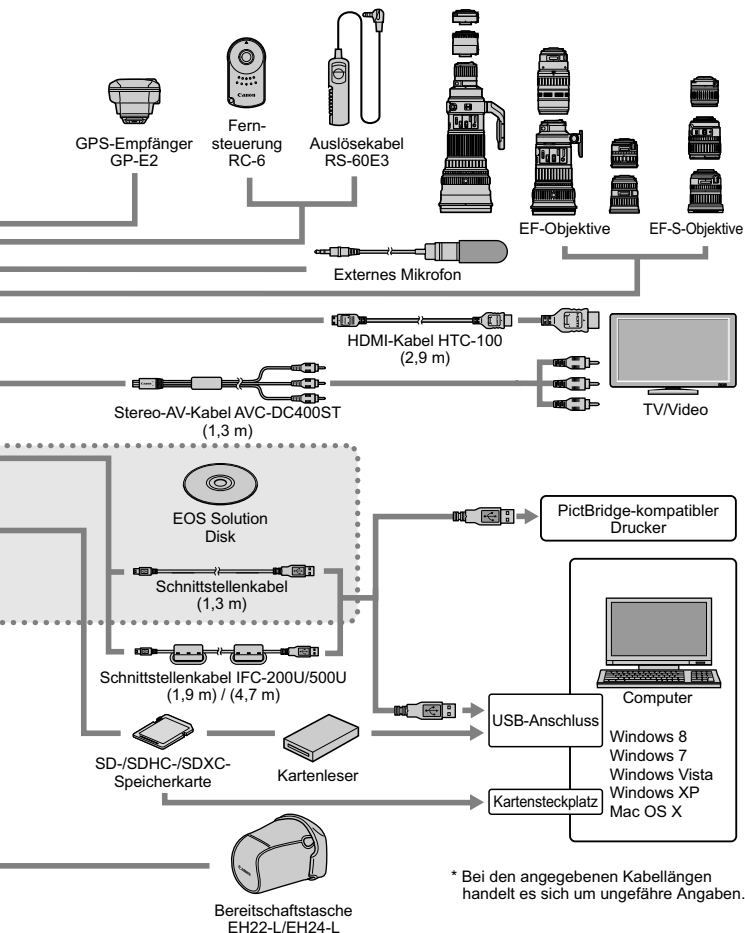 Canon
GPS-Empfänger
GP-E2
Fern-
steuerung
RC-6
Auslösekabel
RS-60E3
EF-Objektive
EF-S-Objektive
Externes Mikrofon
HDMI-Kabel HTC-100
(2,9 m)
Stereo-AV-Kabel AVC-DC400ST
(1,3 m)
TV/Video
EOS Solution
Disk
PictBridge-kompatibler
Drucker
Schnittstellenkabel
(1,3 m)
Schnittstellenkabel IFC-200U/500U
(1,9 m) / (4,7 m)
Computer
USB-Anschluss
Windows 8
Windows 7
Windows Vista
Windows XP
Mac OS X
SD-/SDHC-/SDXC-
Speicherkarte
Kartenleser
Kartensteckplatz
* Bei den angegebenen Kabellängen
handelt es sich um ungefähre Angaben.
Bereitschaftstasche
EH22-L/EH24-L